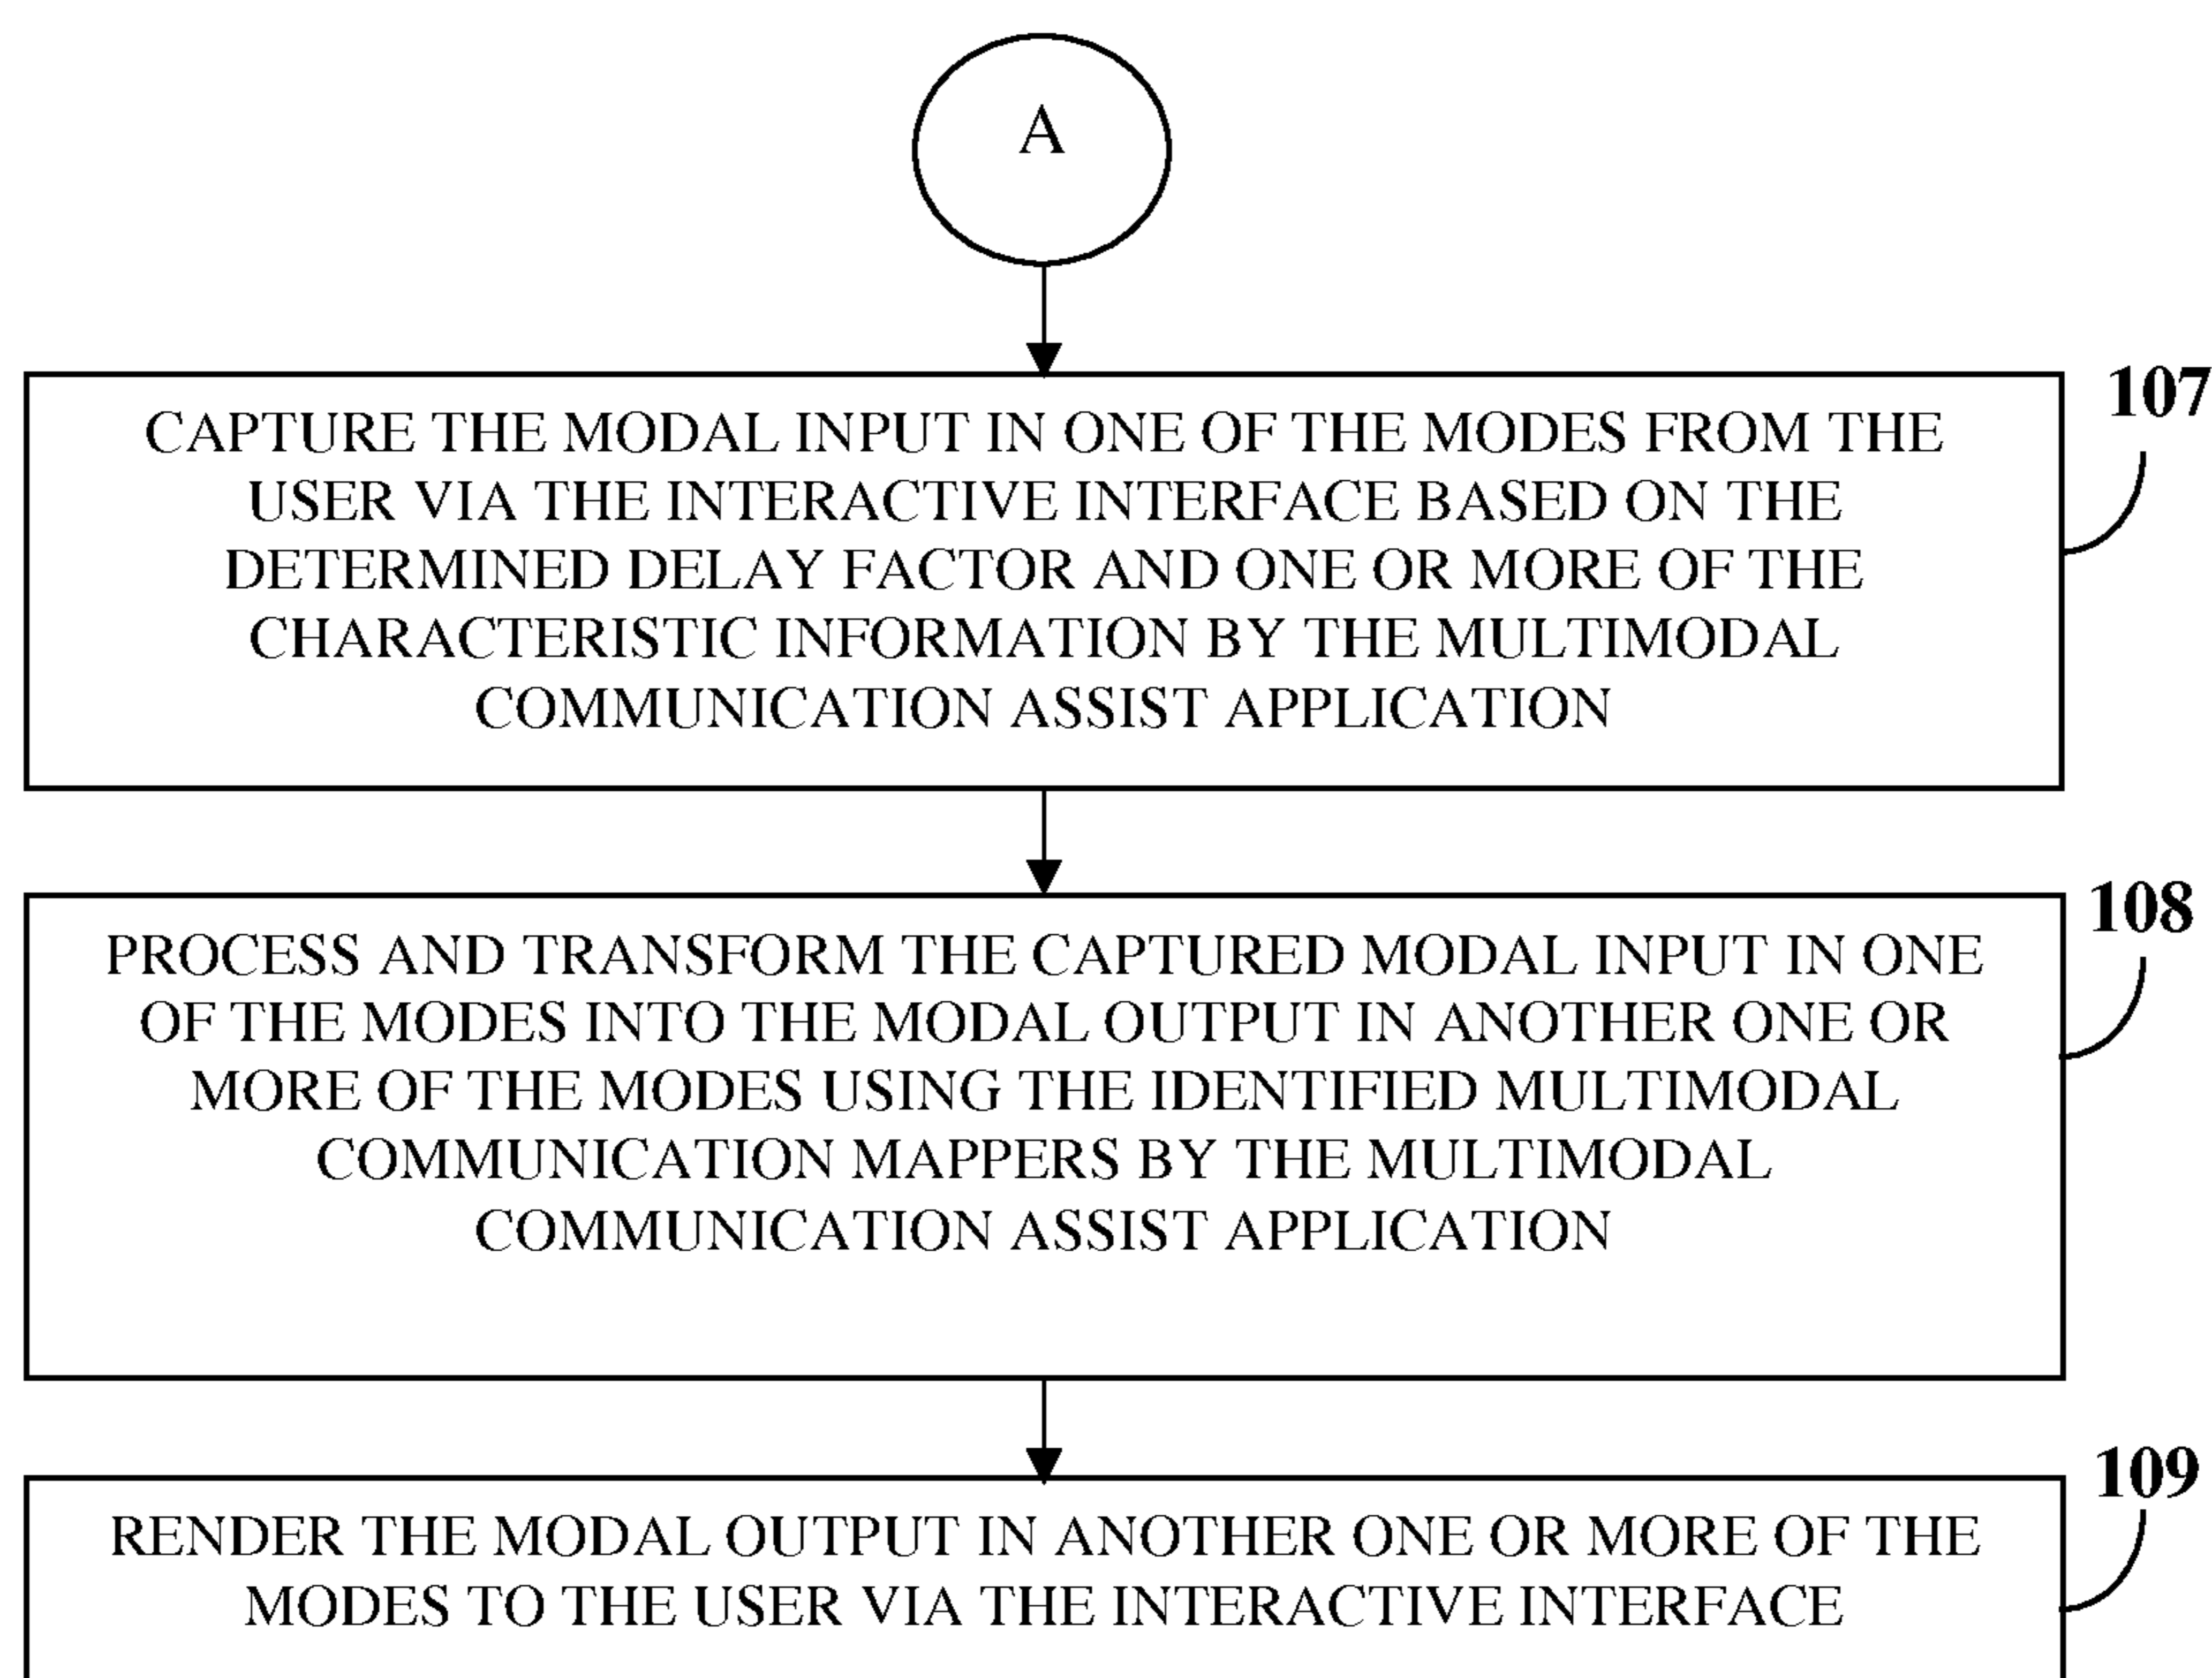 A
107
CAPTURE THE MODAL INPUT IN ONE OF THE MODES FROM THE
USER VIA THE INTERACTIVE INTERFACE BASED ON THE
DETERMINED DELAY FACTOR AND ONE OR MORE OF THE
CHARACTERISTIC INFORMATION BY THE MULTIMODAL
COMMUNICATION ASSIST APPLICATION
108
PROCESS AND TRANSFORM THE CAPTURED MODAL INPUT IN ONE
OF THE MODES INTO THE MODAL OUTPUT IN ANOTHER ONE OR
MORE OF THE MODES USING THE IDENTIFIED MULTIMODAL
COMMUNICATION MAPPERS BY THE MULTIMODAL
COMMUNICATION ASSIST APPLICATION
109
RENDER THE MODAL OUTPUT IN ANOTHER ONE OR MORE OF THE
MODES TO THE USER VIA THE INTERACTIVE INTERFACE